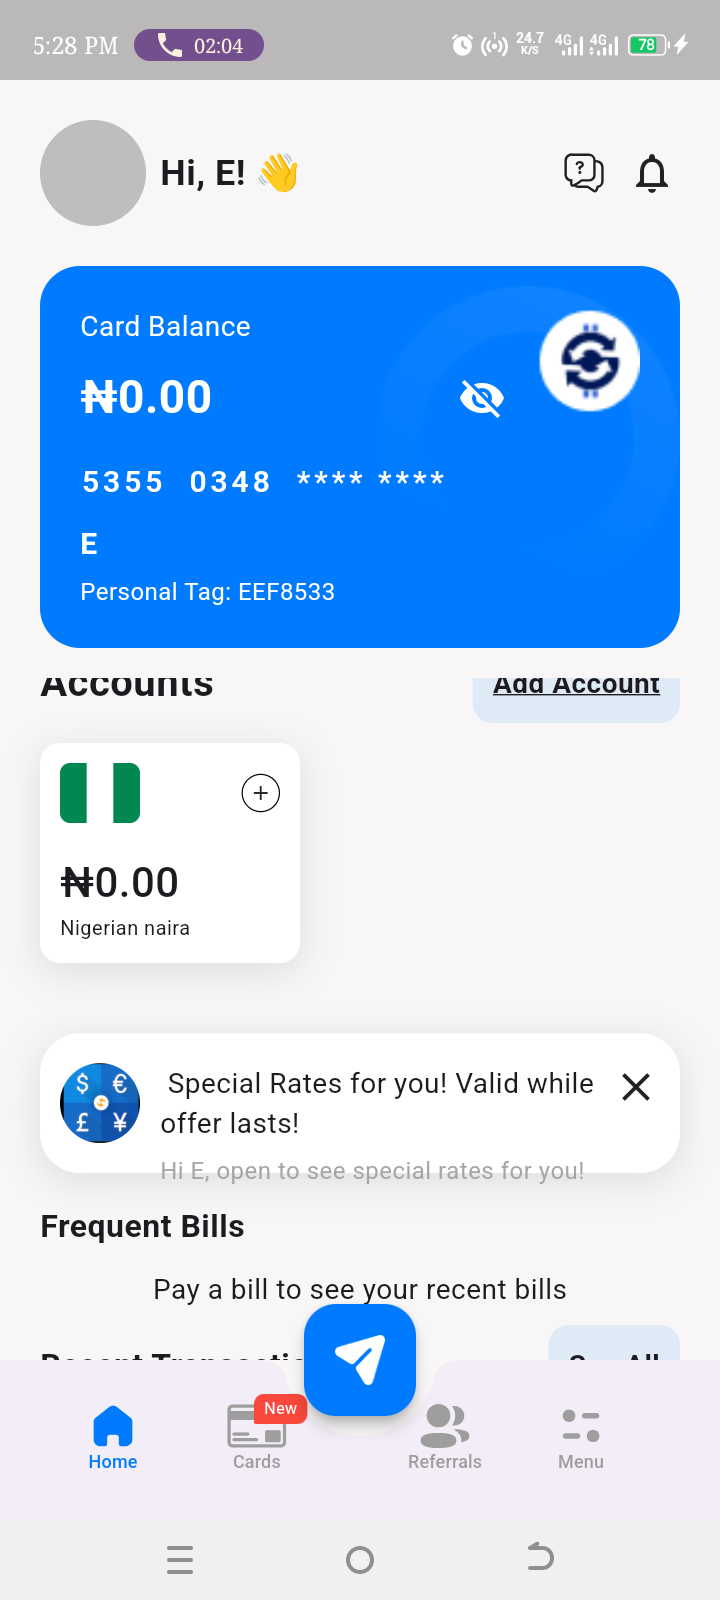 5:28 PM 02:04 24.7 K/S 4G 4G 78
Hi, E! 👋
Card Balance
₦0.00
5355 0348 **** ****
E
Personal Tag: EEF8533
Accounts Add Account
₦0.00
Nigerian naira
Special Rates for you! Valid while
offer lasts!
Hi E, open to see special rates for you!
Frequent Bills
Pay a bill to see your recent bills
See All
New
Home Cards Referrals Menu